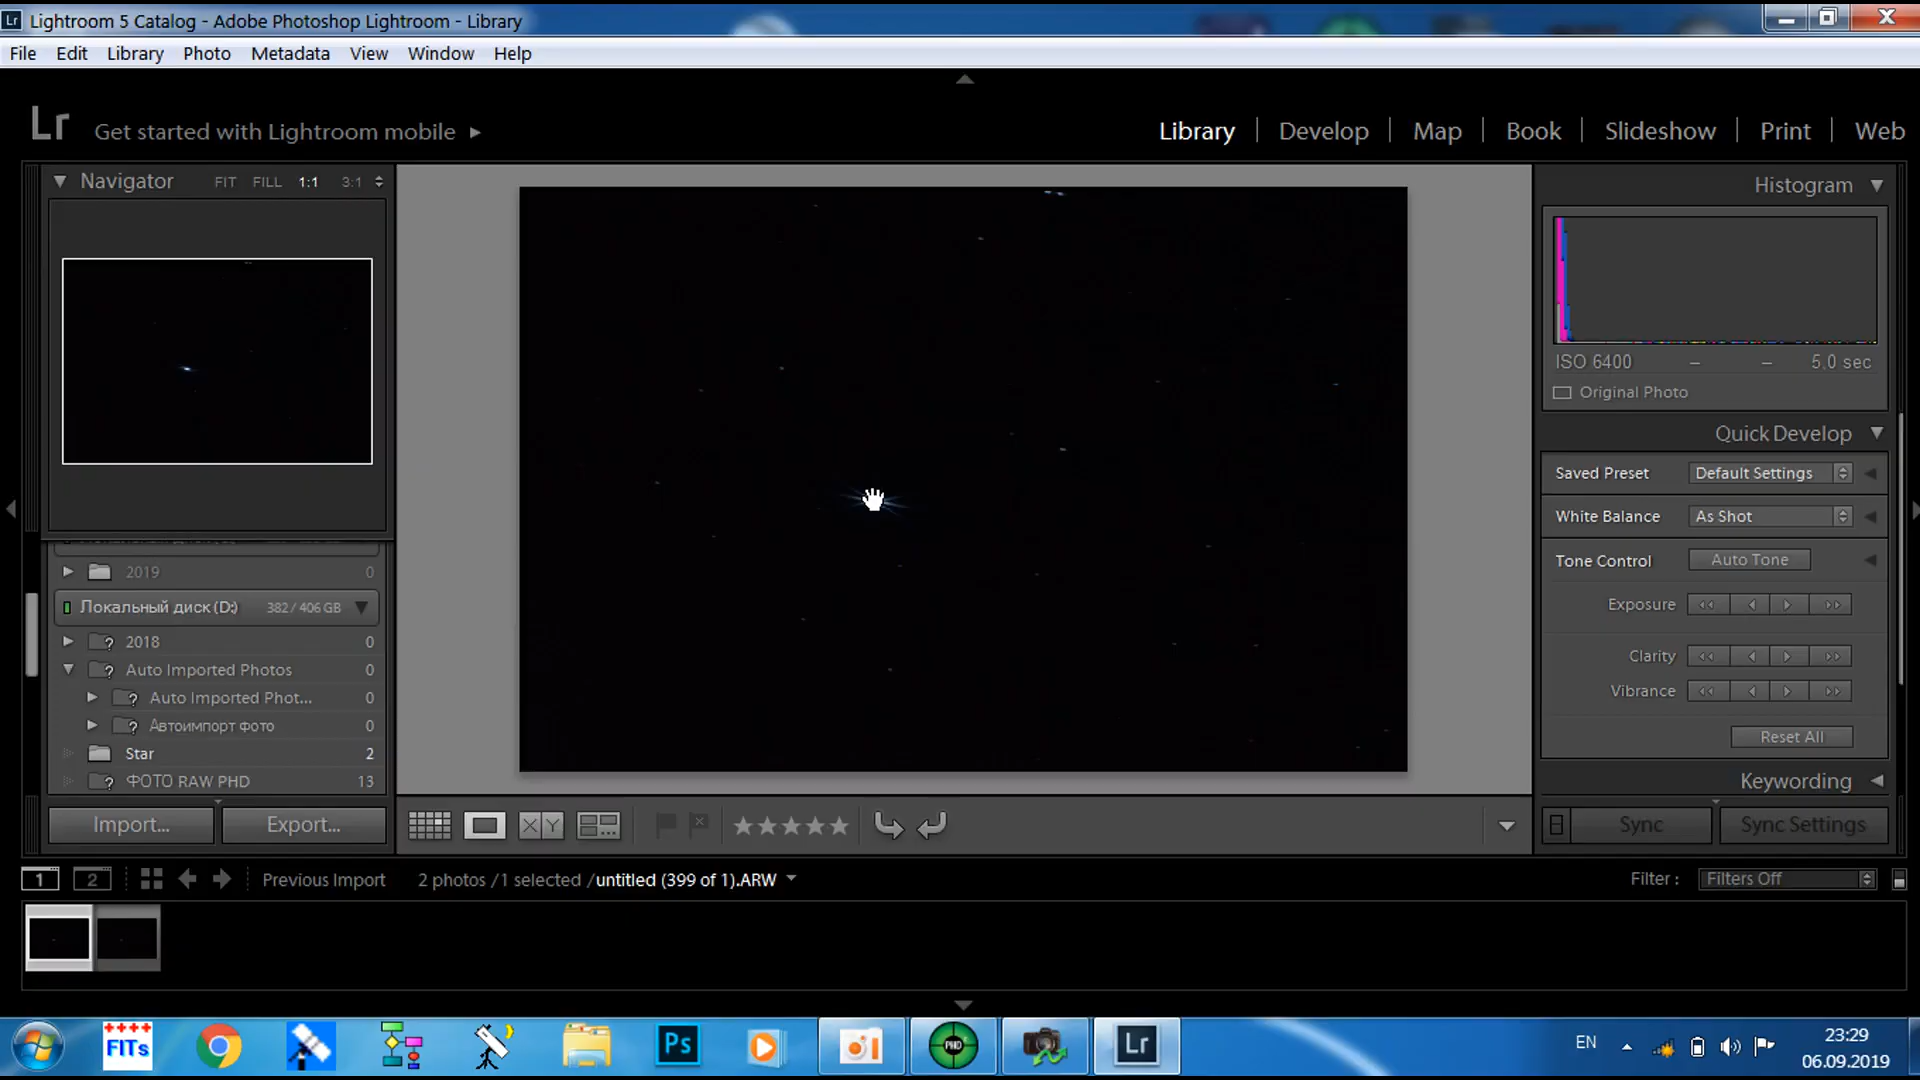 Lr Lightroom 5 Catalog - Adobe Photoshop Lightroom - Library
File Edit Library Photo Metadata View Window Help
Lr Get started with Lightroom mobile
Library Develop Map Book Slideshow Print Web
Navigator FIT FILL 1:1 3:1
2019 0
Локальный диск (D:) 382 / 406 GB
? 2018 0
? Auto Imported Photos 0
? Auto Imported Phot... 0
? Автоимпорт фото 0
Star 2
? ФОТО RAW PHD 13
Import... Export...
Histogram
ISO 6400 – – 5,0 sec
Original Photo
Quick Develop
Saved Preset Default Settings
White Balance As Shot
Tone Control Auto Tone
Exposure
Clarity
Vibrance
Reset All
Keywording
Sync Sync Settings
X Y
1 2 Previous Import 2 photos /1 selected /untitled (399 of 1).ARW
Filter : Filters Off
FITs Ps PHD Lr
EN 23:29
06.09.2019